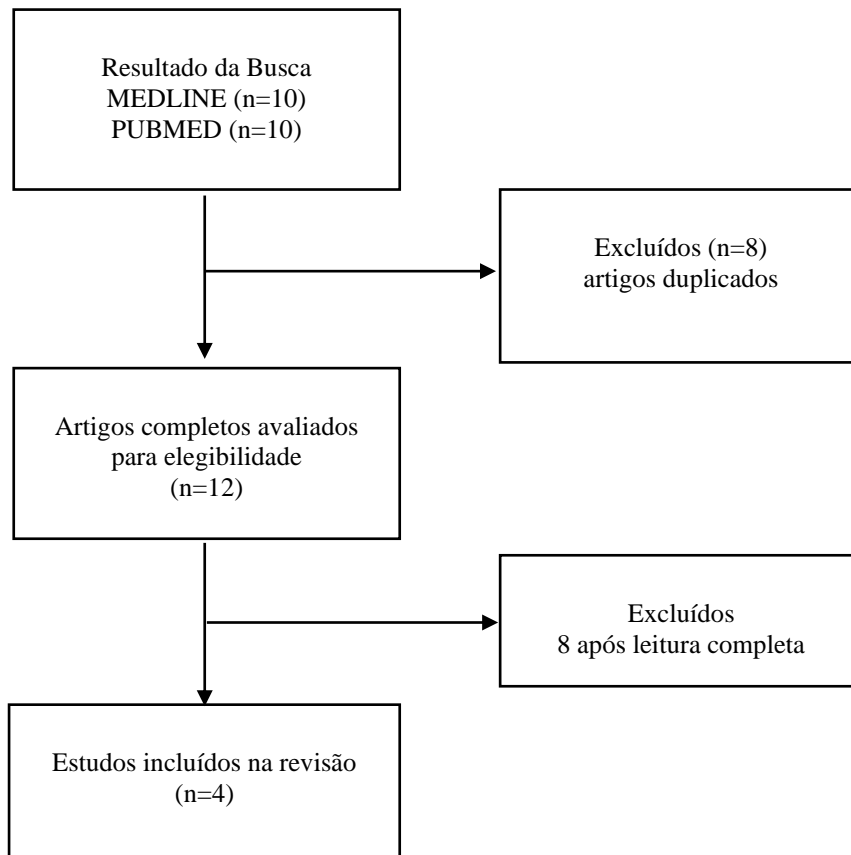 Resultado da Busca
MEDLINE (n=10)
PUBMED (n=10)
Excluídos (n=8)
artigos duplicados
Artigos completos avaliados
para elegibilidade
(n=12)
Excluídos
8 após leitura completa
Estudos incluídos na revisão
(n=4)